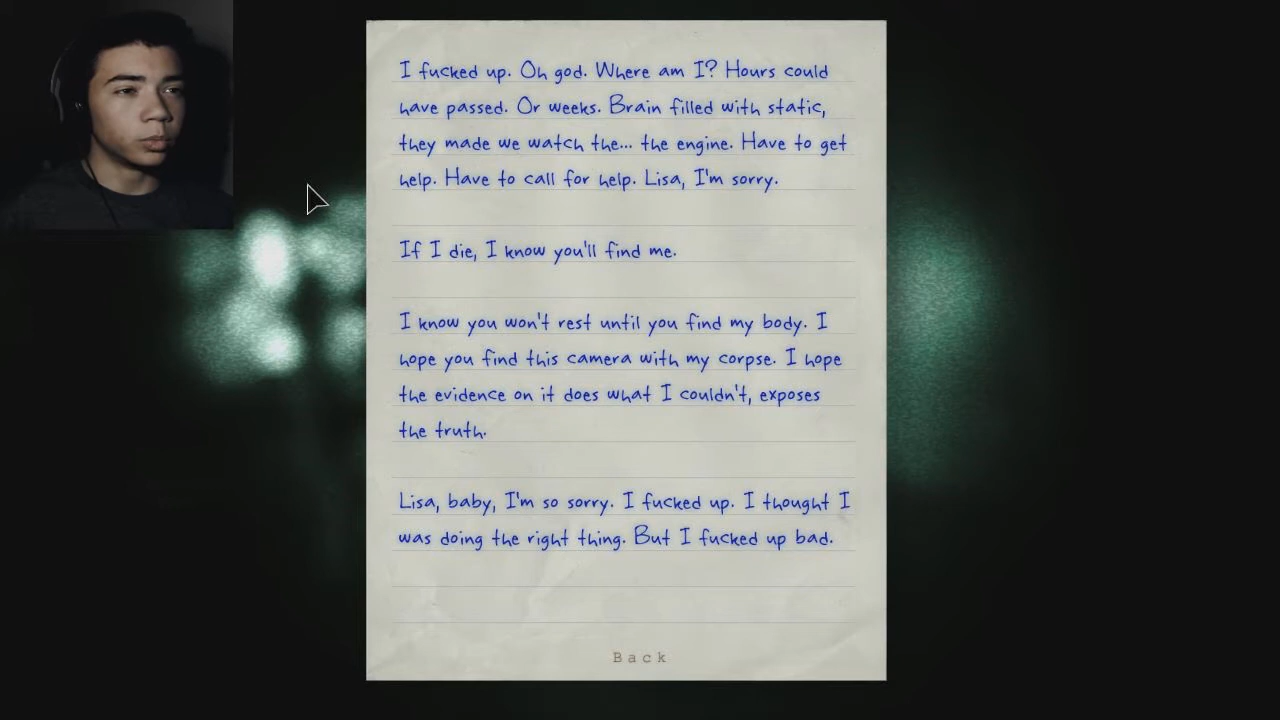 I fucked up. Oh god. Where am I? Hours could
have passed. Or weeks. Brain filled with static,
they made we watch the... the engine. Have to get
help. Have to call for help. Lisa, I'm sorry.
If I die, I know you'll find me.
I know you won't rest until you find my body. I
hope you find this camera with my corpse. I hope
the evidence on it does what I couldn't, exposes
the truth.
Lisa, baby, I'm so sorry. I fucked up. I thought I
was doing the right thing. But I fucked up bad.
Back